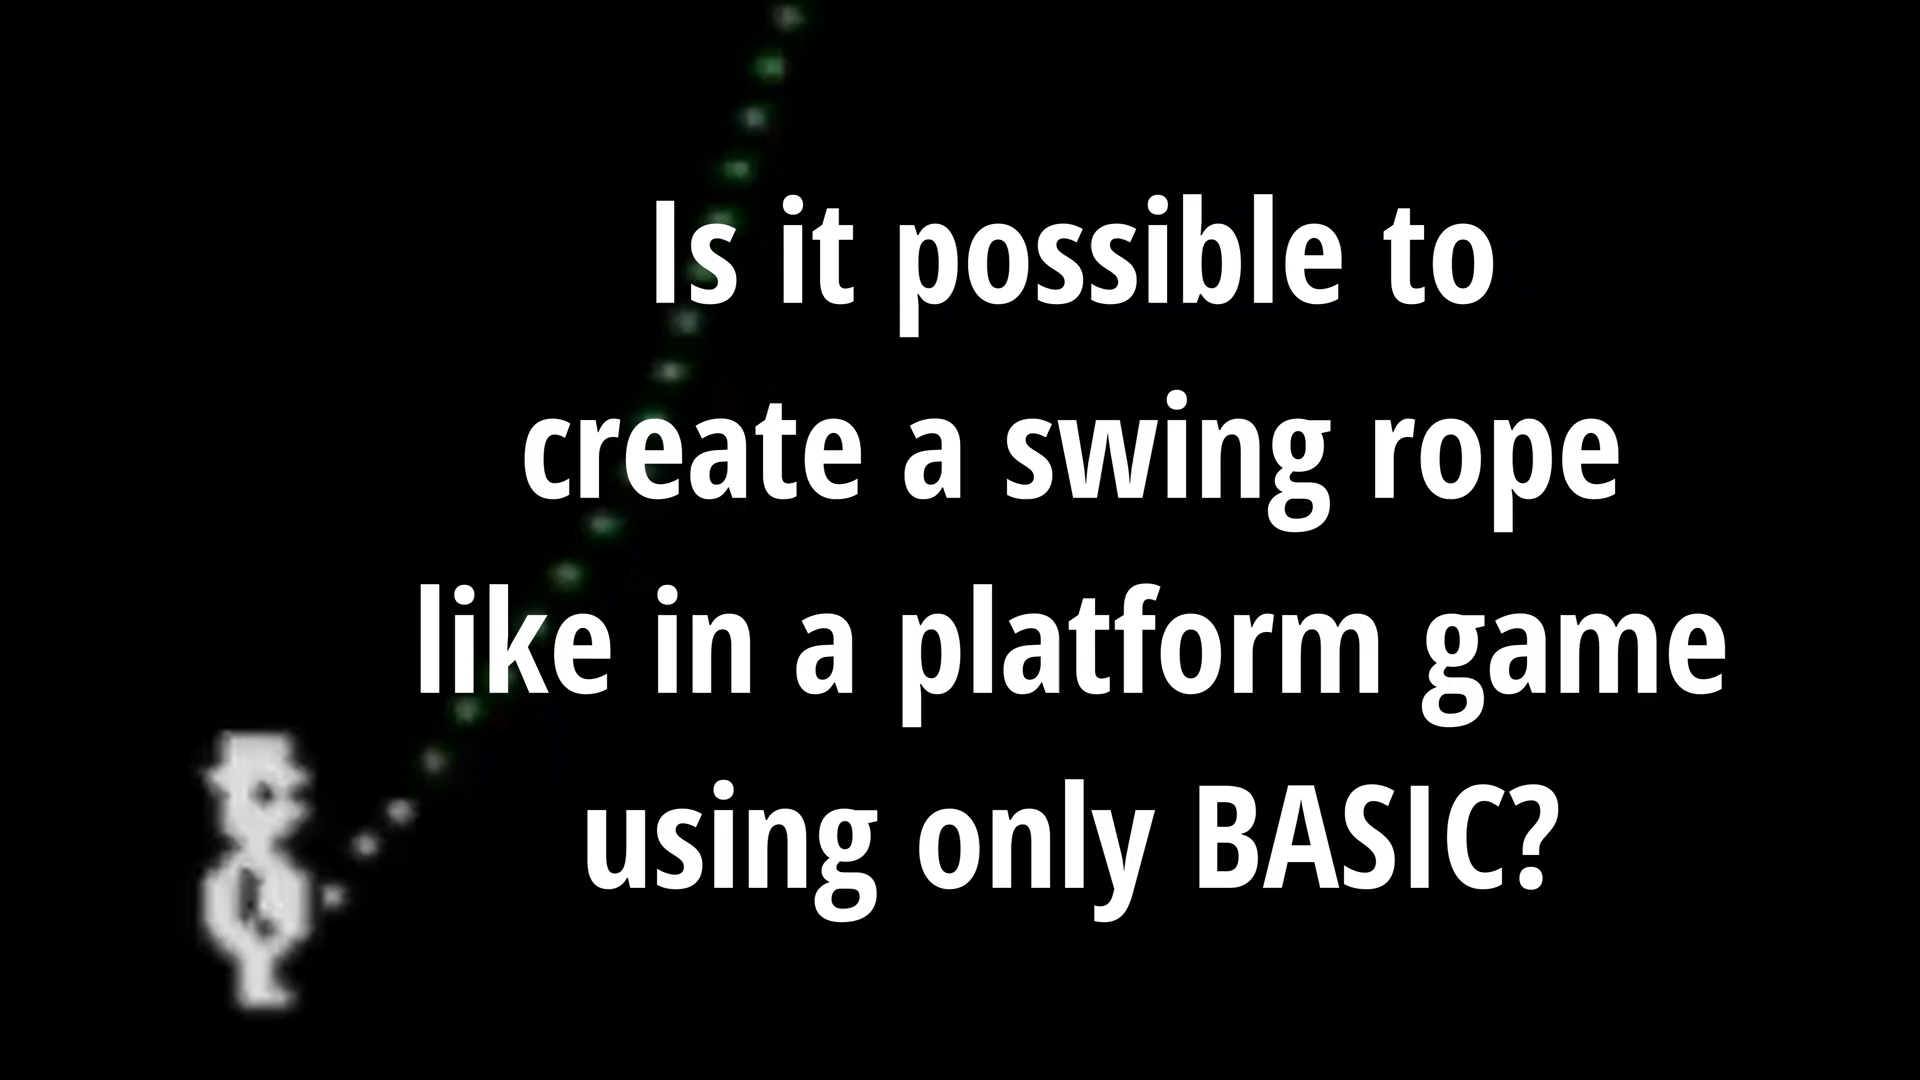 Is it possible to
create a swing rope
like in a platform game
using only BASIC?